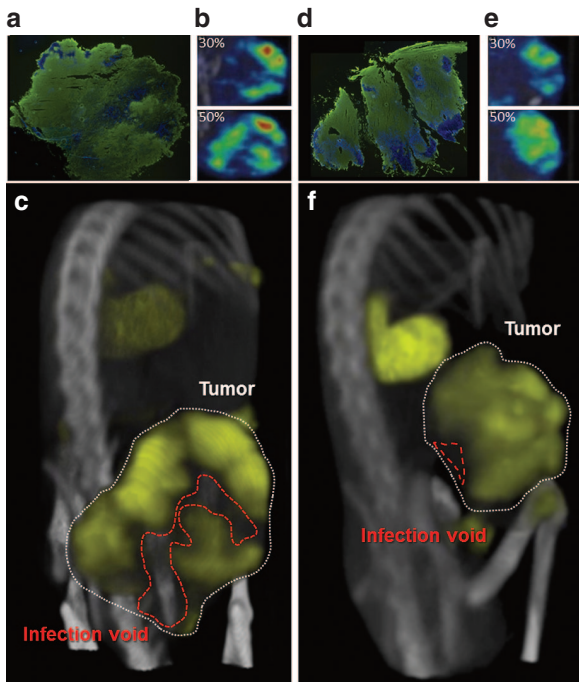 a
b
d
e
30%
50%
30%
50%
c
Tumor
Infection void
f
Tumor
Infection void